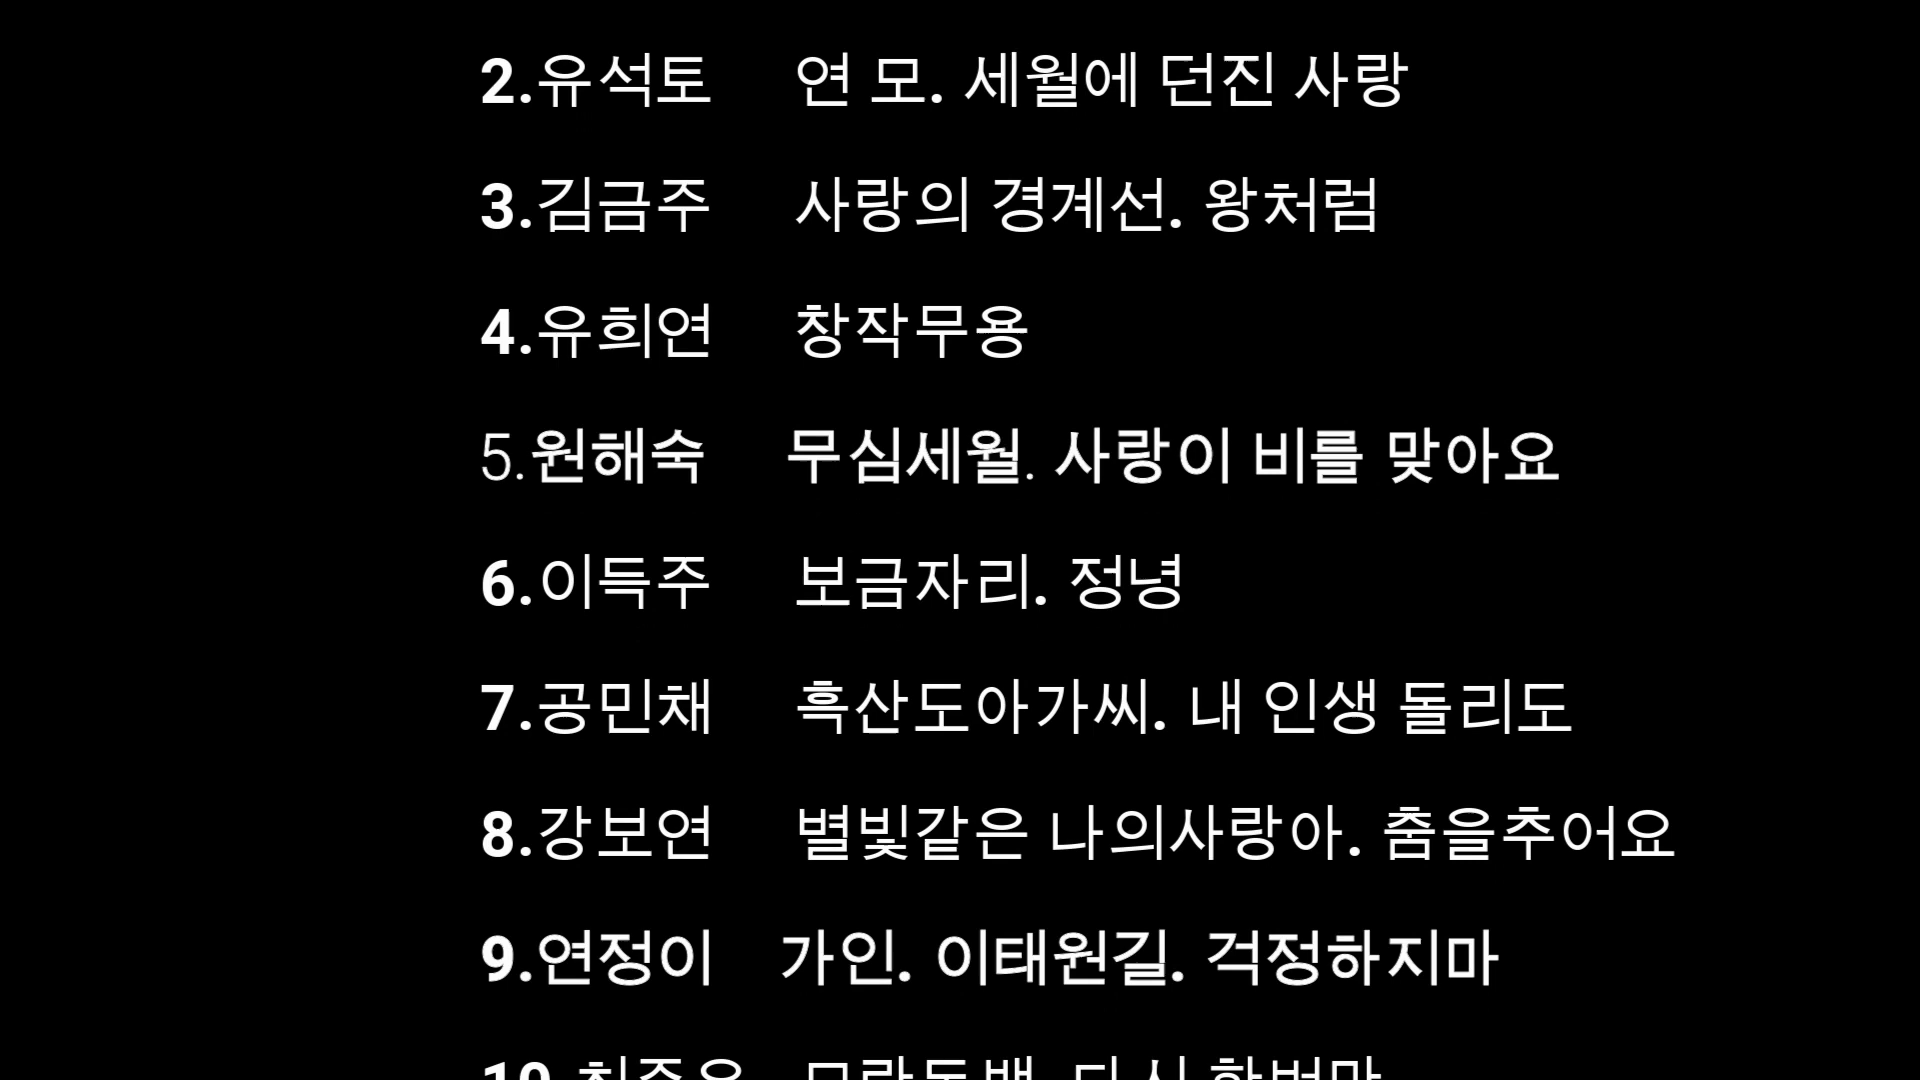 2.유석토 연 모. 세월에 던진 사랑
3.김금주 사랑의 경계선. 왕처럼
4.유희연 창작무용
5.원해숙 무심세월. 사랑이 비를 맞아요
6.이득주 보금자리. 정녕
7.공민채 흑산도아가씨. 내 인생 돌리도
8.강보연 별빛같은 나의사랑아. 춤을추어요
9.연정이 가인. 이태원길. 걱정하지마
10